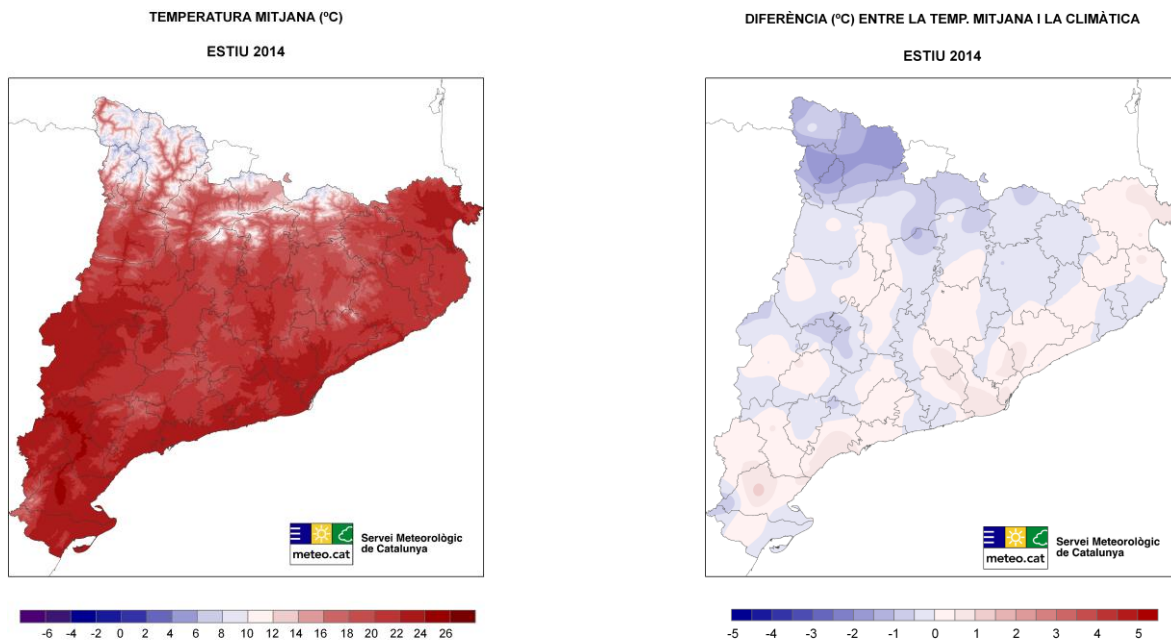 TEMPERATURA MITJANA (ºC)
ESTIU 2014
meteo.cat
Servei Meteorològic
de Catalunya
-6 -4 -2 0 2 4 6 8 10 12 14 16 18 20 22 24 26
DIFERÈNCIA (ºC) ENTRE LA TEMP. MITJANA I LA CLIMÀTICA
ESTIU 2014
meteo.cat
Servei Meteorològic
de Catalunya
-5 -4 -3 -2 -1 0 1 2 3 4 5